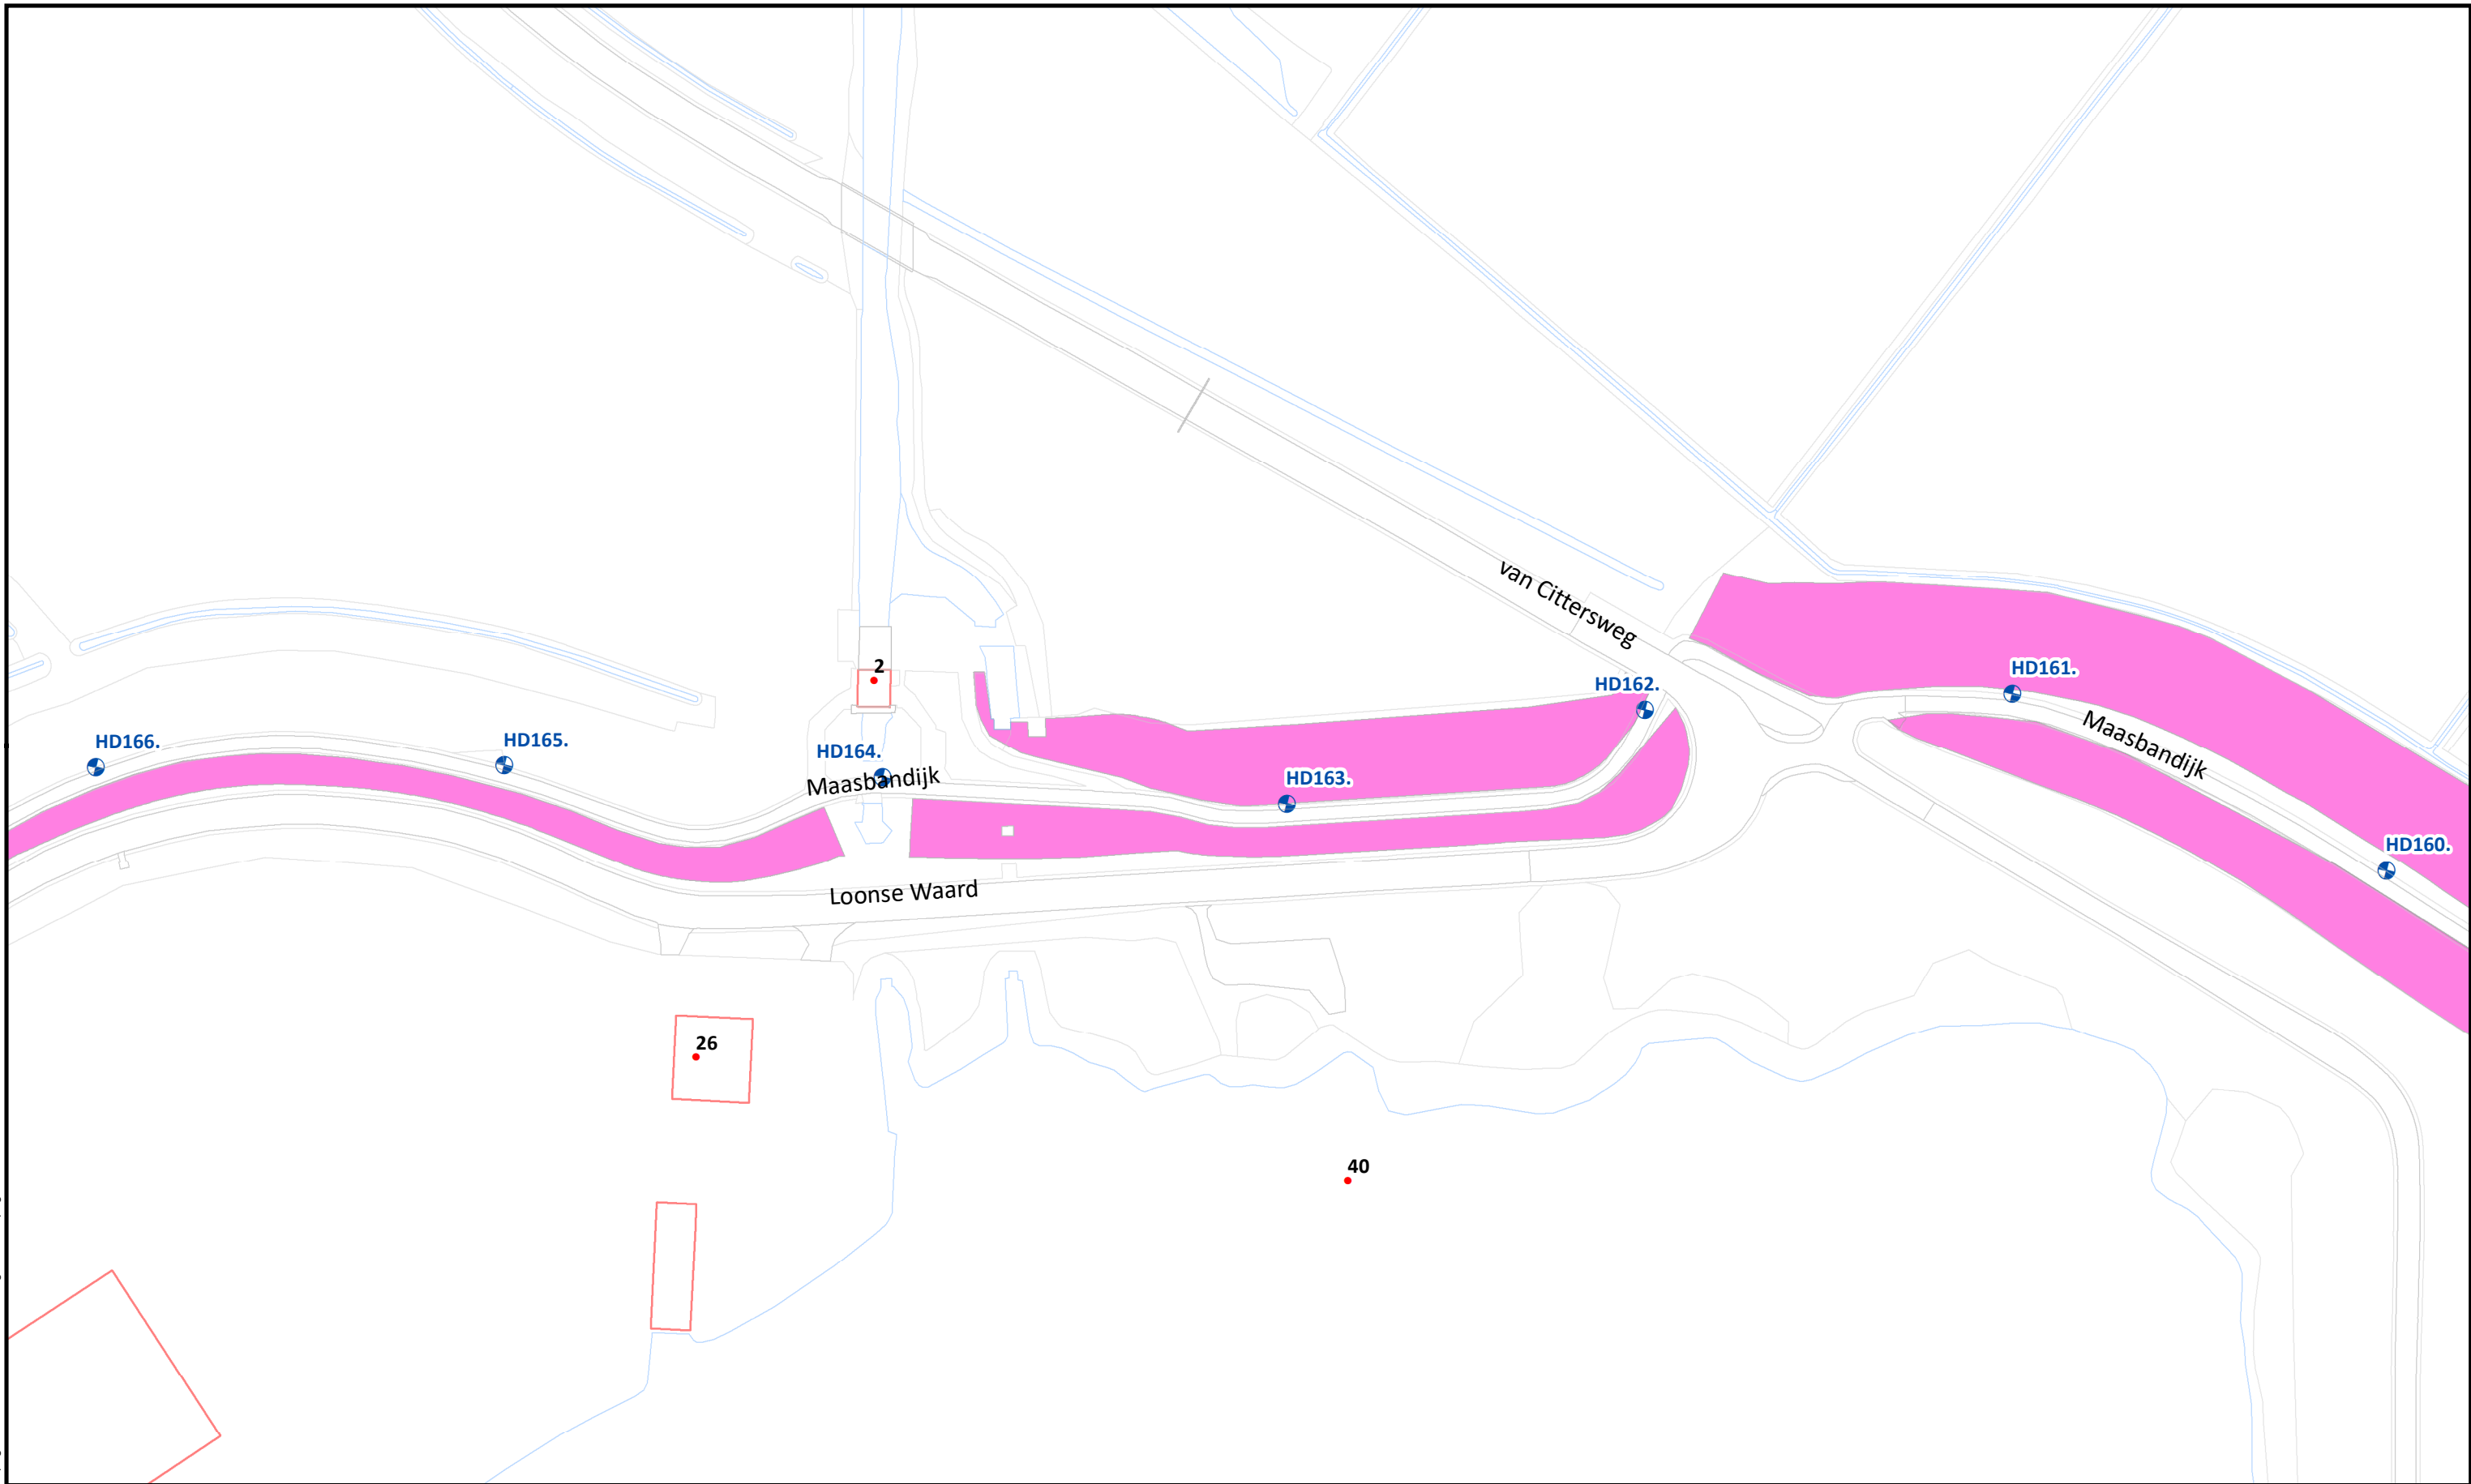 van Cittersweg
2
HD161.
HD162.
Maasbandijk
HD166.
HD165.
HD164.
Maasbandijk
HD163.
HD160.
Loonse Waard
26
40